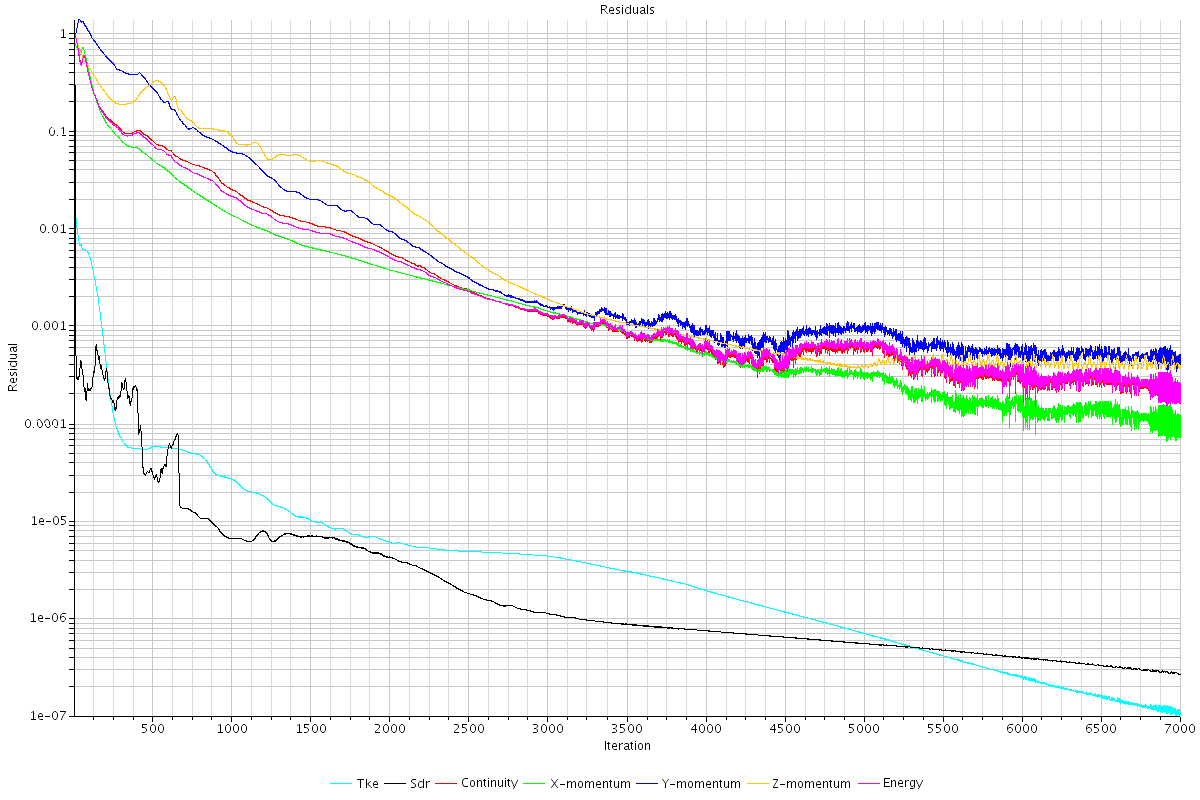 Residuals
1
0.1
0.01
0.001
0.0001
1e-05
1e-06
1e-07
Residual
500 1000 1500 2000 2500 3000 3500 4000 4500 5000 5500 6000 6500 7000
Iteration
Tke Sdr Continuity X-momentum Y-momentum Z-momentum Energy